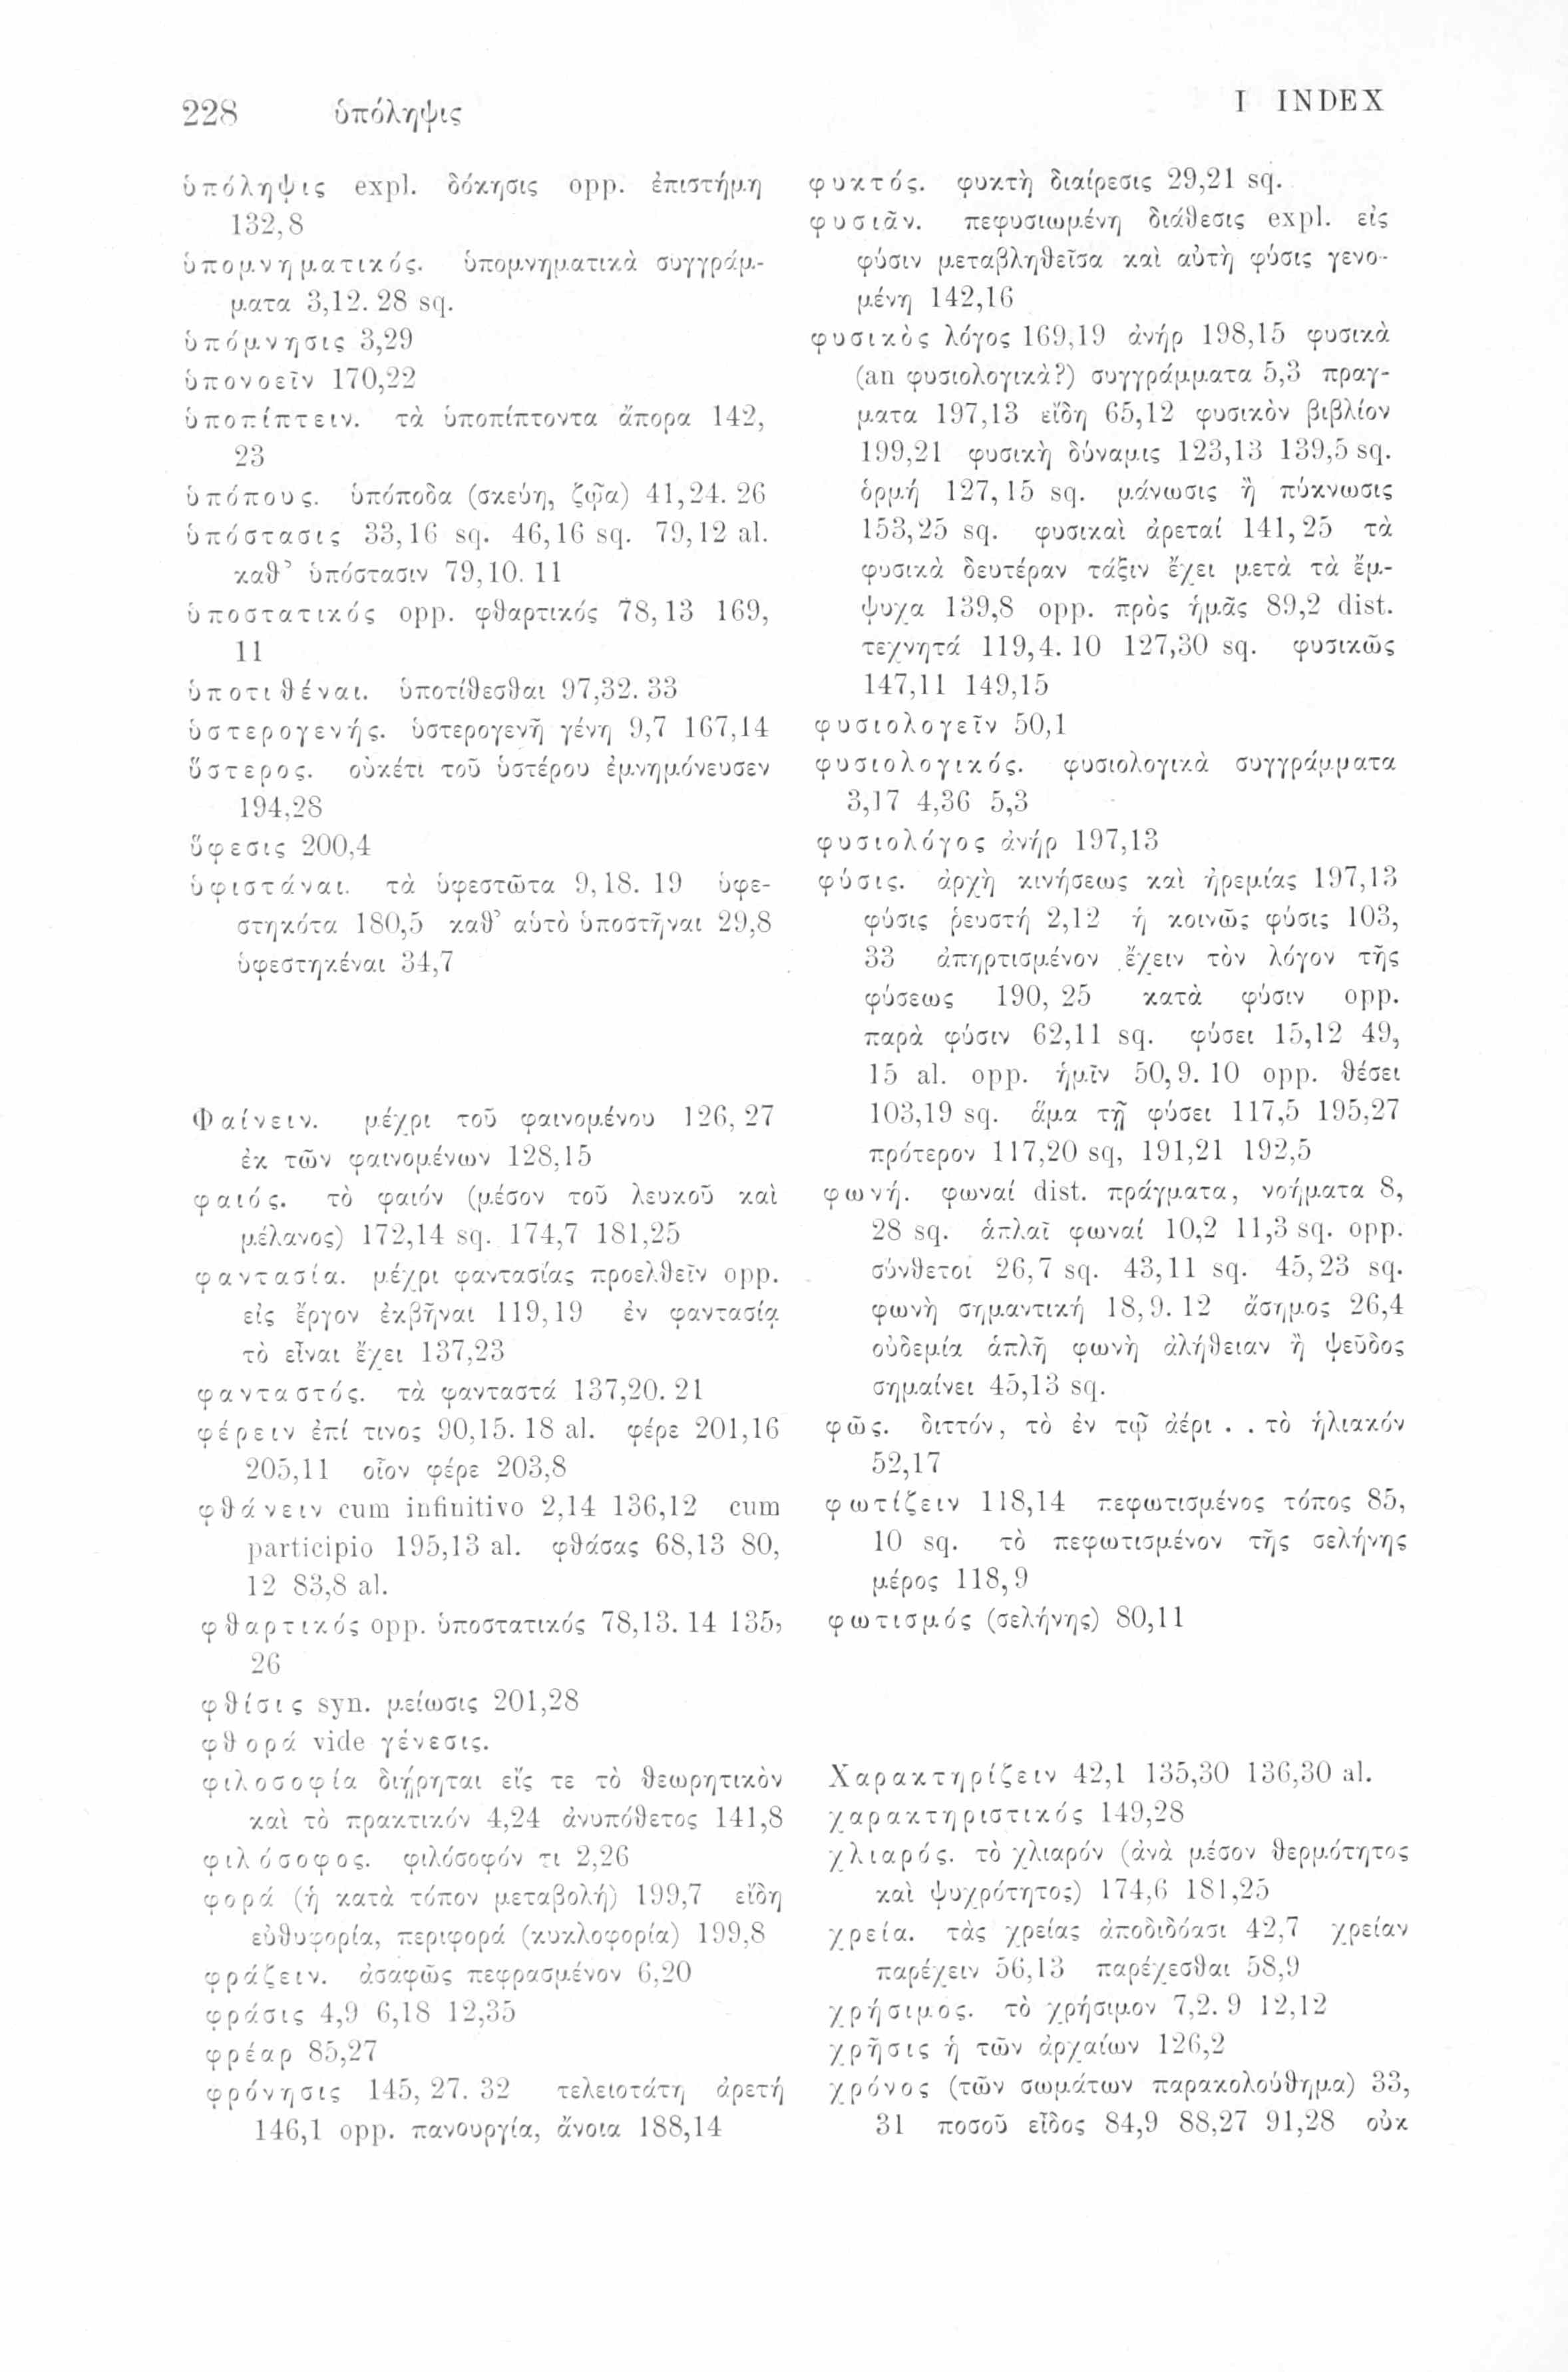 228 ὑπόληψις
I INDEX
ὑπόληψις expl. δόκησις opp. ἐπιστήμη
132,8
ὑπομνηματικός. ὑπομνηματικὰ συγγράμ-
ματα 3,12. 28 sq.
ὑπόμνησις 3,29
ὑπονοεῖν 170,22
ὑποπίπτειν. τὰ ὑποπίπτοντα ἄπορα 142,
23
ὑπόπους. ὑπόποδα (σκεύη, ζῷα) 41,24. 26
ὑπόστασις 33,16 sq. 46,16 sq. 79,12 al.
καθ’ ὑπόστασιν 79,10. 11
ὑποστατικός opp. φθαρτικός 78,13 169,
11
ὑποτιθέναι. ὑποτίθεσθαι 97,32. 33
ὑστερογενής. ὑστερογενῆ γένη 9,7 167,14
ὕστερος. οὐκέτι τοῦ ὑστέρου ἐμνημόνευσεν
194,28
ὕφεσις 200,4
ὑφιστάναι. τὰ ὑφεστῶτα 9,18. 19 ὑφε-
στηκότα 180,5 καθ’ αὑτὸ ὑποστῆναι 29,8
ὑφεστηκέναι 34,7
Φαίνειν. μέχρι τοῦ φαινομένου 126,27
ἐκ τῶν φαινομένων 128,15
φαιός. τὸ φαιόν (μέσον τοῦ λευκοῦ καὶ
μέλανος) 172,14 sq. 174,7 181,25
φαντασία. μέχρι φαντασίας προελθεῖν opp.
εἰς ἔργον ἐκβῆναι 119,19 ἐν φαντασίᾳ
τὸ εἶναι ἔχει 137,23
φανταστός. τὰ φανταστά 137,20. 21
φέρειν ἐπί τινος 90,15. 18 al. φέρε 201,16
205,11 οἷον φέρε 203,8
φθάνειν cum infinitivo 2,14 136,12 cum
participio 195,13 al. φθάσας 68,13 80,
12 83,8 al.
φθαρτικός opp. ὑποστατικός 78,13. 14 135,
26
φθίσις syn. μείωσις 201,28
φθορά vide γένεσις.
φιλοσοφία διῄρηται εἴς τε τὸ θεωρητικὸν
καὶ τὸ πρακτικόν 4,24 ἀνυπόθετος 141,8
φιλόσοφος. φιλόσοφόν τι 2,26
φορά (ἡ κατὰ τόπον μεταβολή) 199,7 εἴδη
εὐθυφορία, περιφορά (κυκλοφορία) 199,8
φράζειν. ἀσαφῶς πεφρασμένον 6,20
φράσις 4,9 6,18 12,35
φρέαρ 85,27
φρόνησις 145,27. 32 τελειοτάτη ἀρετή
146,1 opp. πανουργία, ἄνοια 188,14
φυκτός. φυκτὴ διαίρεσις 29,21 sq.
φυσιᾶν. πεφυσιωμένη διάθεσις expl. εἰς
φύσιν μεταβληθεῖσα καὶ αὐτὴ φύσις γενο-
μένη 142,16
φυσικὸς λόγος 169,19 ἀνήρ 198,15 φυσικὰ
(an φυσιολογικὰ?) συγγράμματα 5,3 πραγ-
ματα 197,13 εἴδη 65,12 φυσικὸν βιβλίον
199,21 φυσικὴ δύναμις 123,13 139,5 sq.
ὁρμή 127,15 sq. μάνωσις ἢ πύκνωσις
153,25 sq. φυσικαὶ ἀρεταί 141,25 τὰ
φυσικὰ δευτέραν τάξιν ἔχει μετὰ τὰ ἔμ-
ψυχα 139,8 opp. πρὸς ἡμᾶς 89,2 dist.
τεχνητά 119,4. 10 127,30 sq. φυσικῶς
147,11 149,15
φυσιολογεῖν 50,1
φυσιολογικός. φυσιολογικὰ συγγράμματα
3,17 4,36 5,3
φυσιολόγος ἀνήρ 197,13
φύσις. ἀρχὴ κινήσεως καὶ ἠρεμίας 197,13
φύσις ῥευστή 2,12 ἡ κοινῶς φύσις 103,
33 ἀπηρτισμένον ἔχειν τὸν λόγον τῆς
φύσεως 190,25 κατὰ φύσιν opp.
παρὰ φύσιν 62,11 sq. φύσει 15,12 49,
15 al. opp. ἡμῖν 50,9. 10 opp. θέσει
103,19 sq. ἅμα τῇ φύσει 117,5 195,27
πρότερον 117,20 sq, 191,21 192,5
φωνή. φωναί dist. πράγματα, νοήματα 8,
28 sq. ἁπλαῖ φωναί 10,2 11,3 sq. opp.
σύνθετοι 26,7 sq. 43,11 sq. 45,23 sq.
φωνὴ σημαντική 18,9. 12 ἄσημος 26,4
οὐδεμία ἁπλῆ φωνὴ ἀλήθειαν ἢ ψεῦδος
σημαίνει 45,13 sq.
φῶς. διττόν, τὸ ἐν τῷ ἀέρι . . τὸ ἡλιακόν
52,17
φωτίζειν 118,14 πεφωτισμένος τόπος 85,
10 sq. τὸ πεφωτισμένον τῆς σελήνης
μέρος 118,9
φωτισμός (σελήνης) 80,11
Χαρακτηρίζειν 42,1 135,30 136,30 al.
χαρακτηριστικός 149,28
χλιαρός. τὸ χλιαρόν (ἀνὰ μέσον θερμότητος
καὶ ψυχρότητος) 174,6 181,25
χρεία. τὰς χρείας ἀποδιδόασι 42,7 χρείαν
παρέχειν 56,13 παρέχεσθαι 58,9
χρήσιμος. τὸ χρήσιμον 7,2. 9 12,12
χρῆσις ἡ τῶν ἀρχαίων 126,2
χρόνος (τῶν σωμάτων παρακολούθημα) 33,
31 ποσοῦ εἶδος 84,9 88,27 91,28 οὐκ